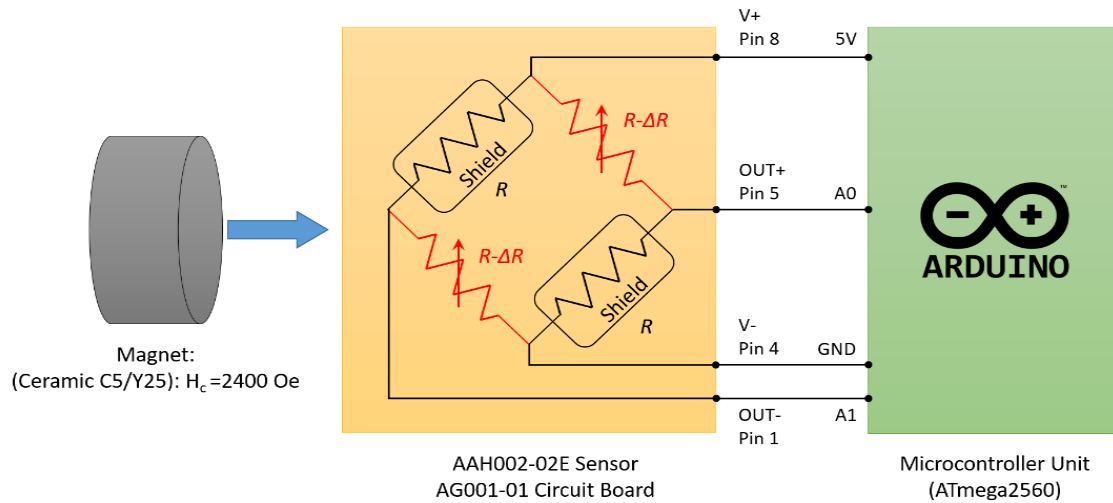 V+
Pin 8
5V
R-ΔR
Shield
R
OUT+
Pin 5
A0
R-ΔR
Shield
R
ARDUINO
TM
V-
Pin 4
GND
OUT-
Pin 1
A1
Magnet:
(Ceramic C5/Y25): Hc =2400 Oe
AAH002-02E Sensor
AG001-01 Circuit Board
Microcontroller Unit
(ATmega2560)